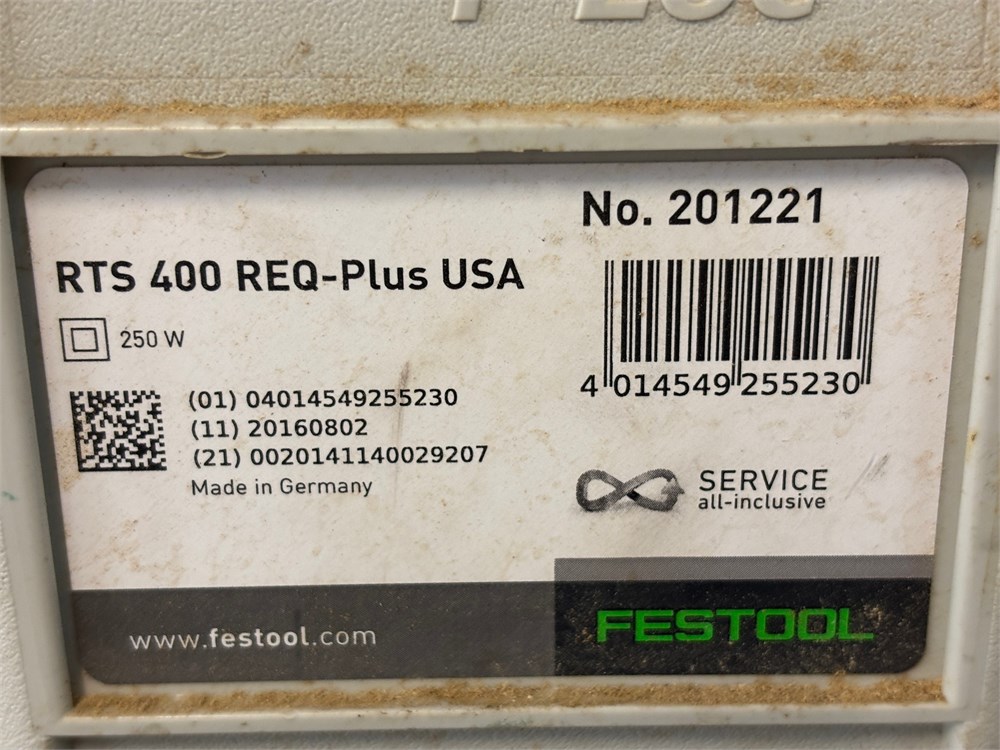 No. 201221
RTS 400 REQ-Plus USA
250 W
4 014549 255230
(01) 04014549255230
(11) 20160802
(21) 0020141140029207
Made in Germany
SERVICE
all-inclusive
www.festool.com
FESTOOL